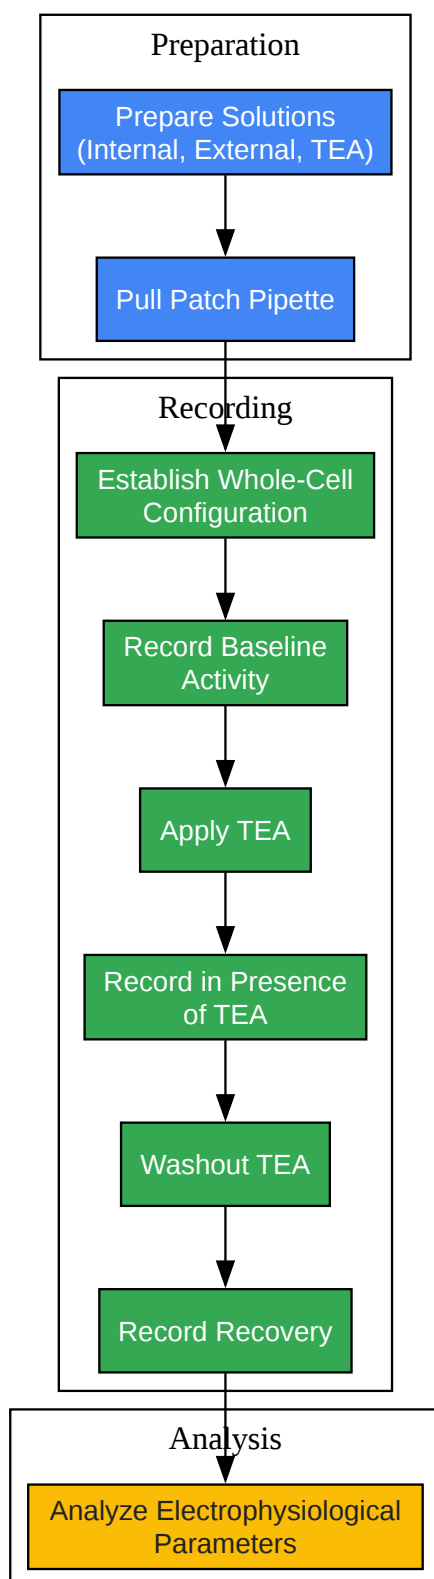 Preparation
Prepare Solutions
(Internal, External, TEA)
Pull Patch Pipette
Recording
Establish Whole-Cell
Configuration
Record Baseline
Activity
Apply TEA
Record in Presence
of TEA
Washout TEA
Record Recovery
Analysis
Analyze Electrophysiological
Parameters